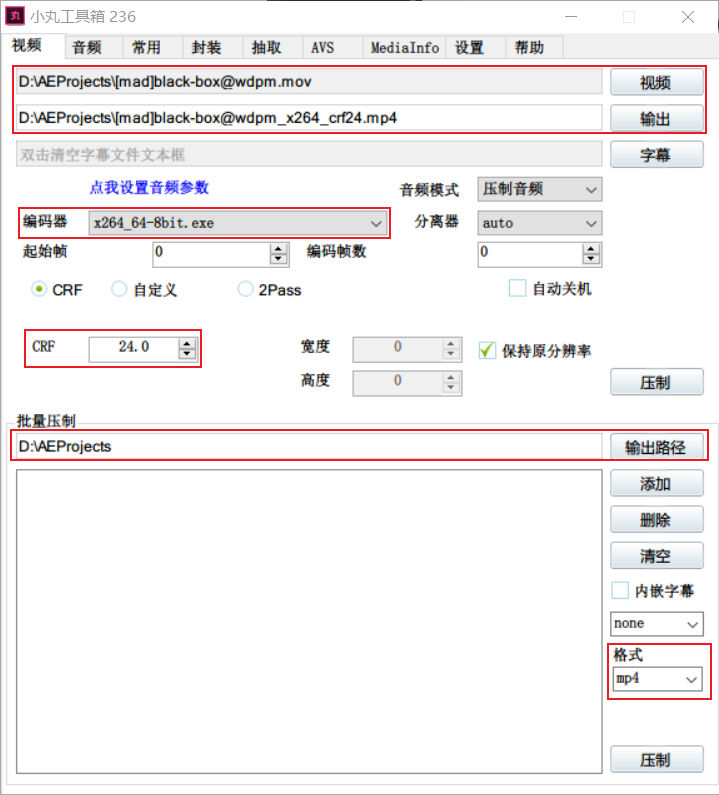 丸 小丸工具箱 236
视频 音频 常用 封装 抽取 AVS MediaInfo 设置 帮助
D:\AEProjects\[mad]black-box@wdpm.mov 视频
D:\AEProjects\[mad]black-box@wdpm_x264_crf24.mp4 输出
双击清空字幕文件文本框 字幕
点我设置音频参数 音频模式 压制音频
编码器 x264_64-8bit.exe 分离器 auto
起始帧 0 编码帧数 0
CRF 自定义 2Pass 自动关机
CRF 24.0 宽度 0 保持原分辨率
高度 0 压制
批量压制
D:\AEProjects 输出路径
添加
删除
清空
内嵌字幕
none
格式
mp4
压制